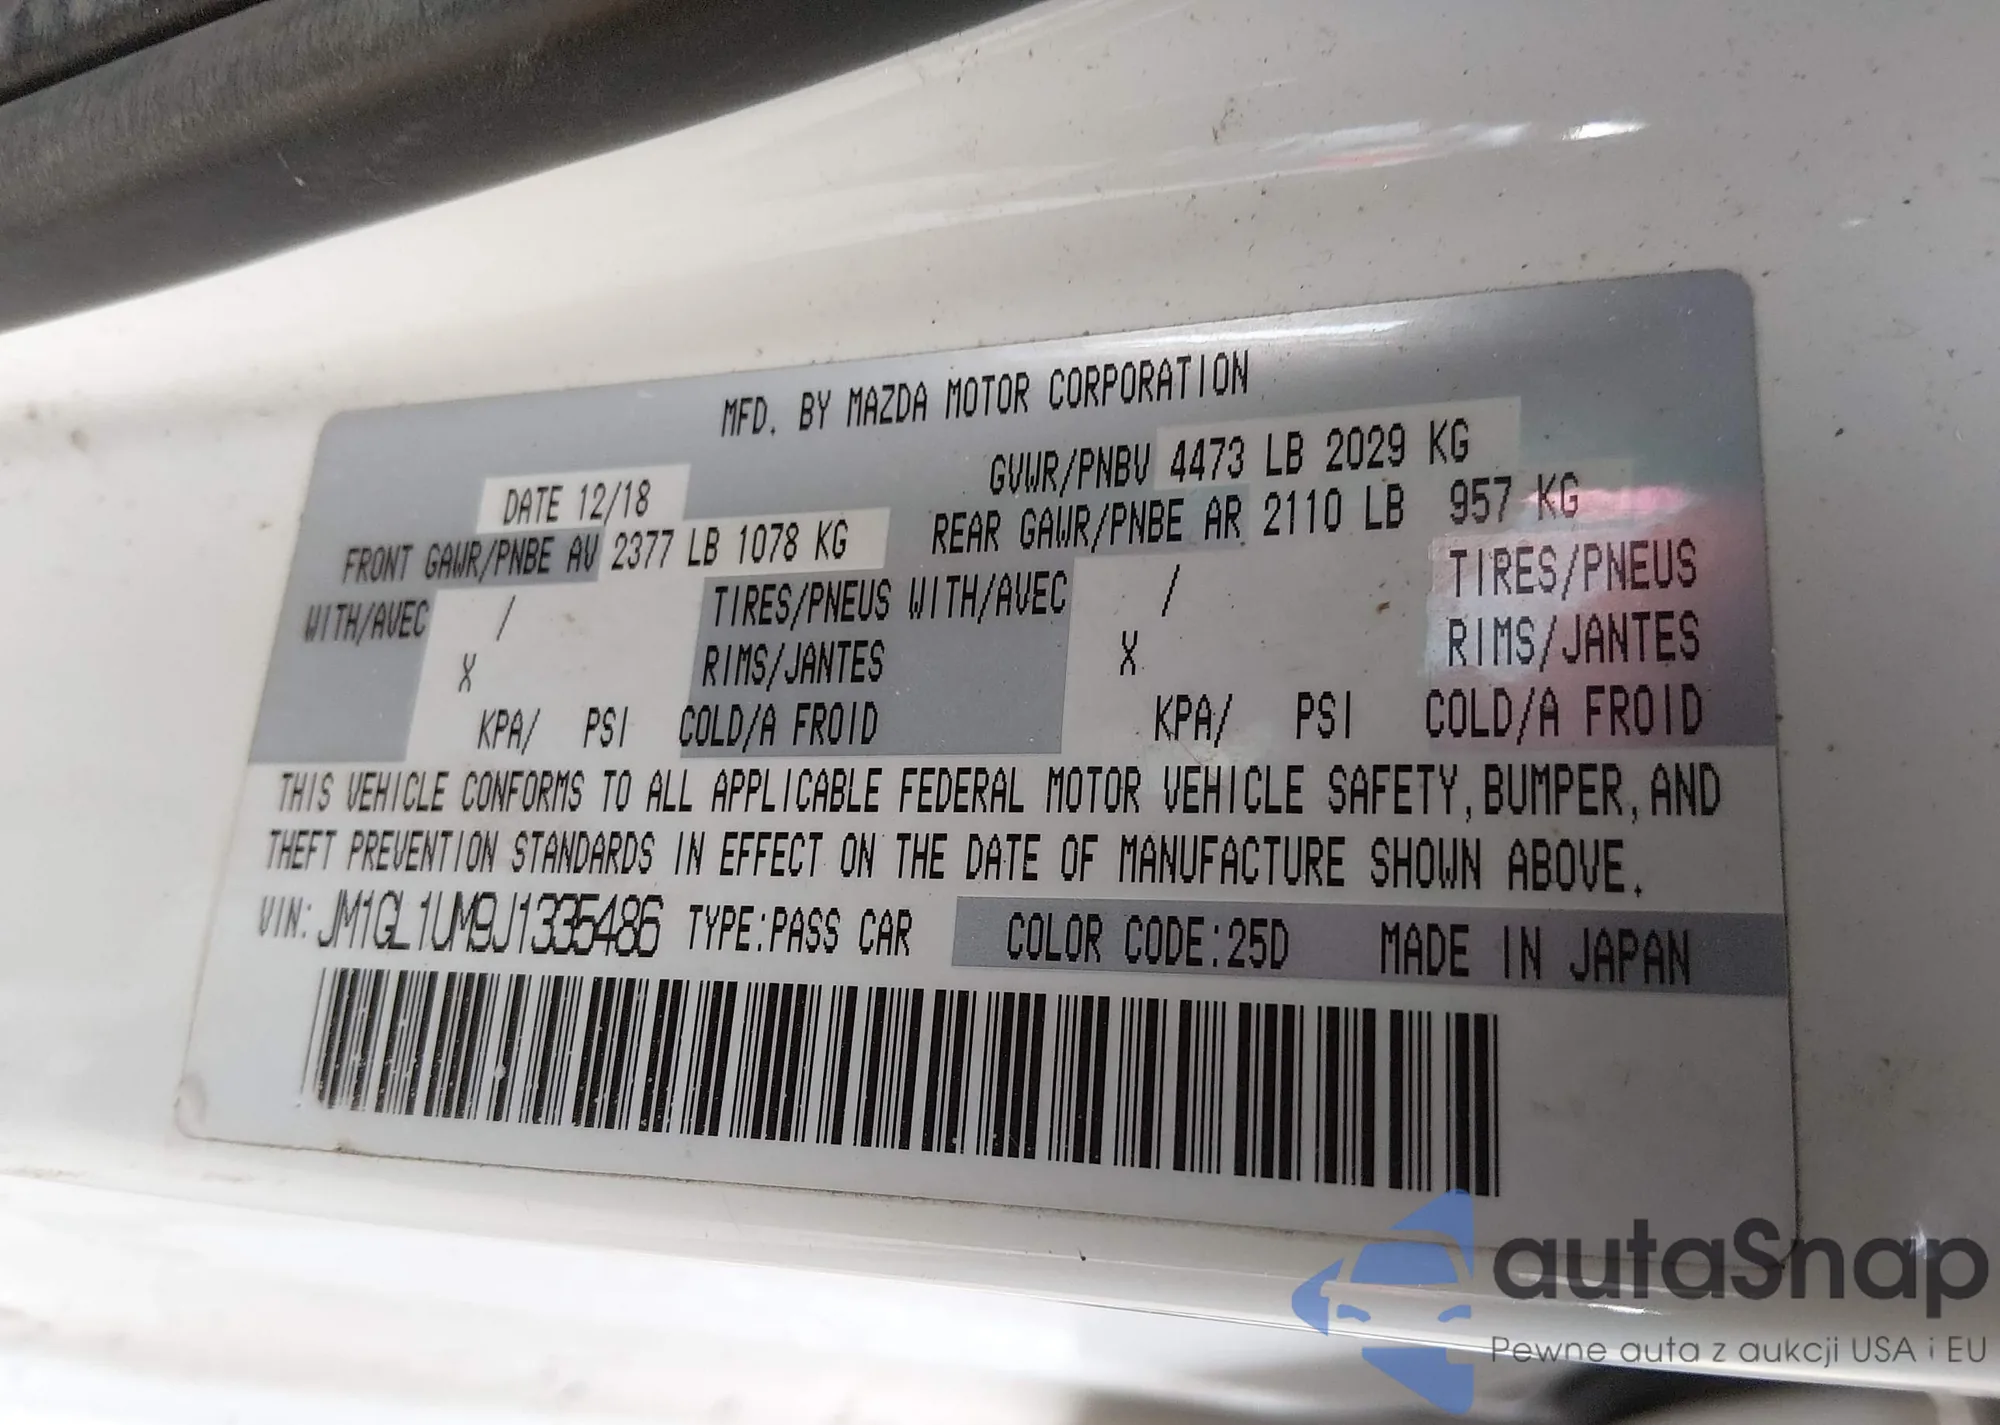 MFD. BY MAZDA MOTOR CORPORATION
DATE 12/18 GVWR/PNBV 4473 LB 2029 KG
FRONT GAWR/PNBE AV 2377 LB 1078 KG REAR GAWR/PNBE AR 2110 LB 957 KG
WITH/AVEC / TIRES/PNEUS WITH/AVEC / TIRES/PNEUS
X RIMS/JANTES X RIMS/JANTES
KPA/ PSI COLD/A FROID KPA/ PSI COLD/A FROID
THIS VEHICLE CONFORMS TO ALL APPLICABLE FEDERAL MOTOR VEHICLE SAFETY, BUMPER, AND
THEFT PREVENTION STANDARDS IN EFFECT ON THE DATE OF MANUFACTURE SHOWN ABOVE.
VIN: JM1GL1UM9J1335486 TYPE:PASS CAR COLOR CODE:25D MADE IN JAPAN
autaSnap
Pewne auta z aukcji USA i EU